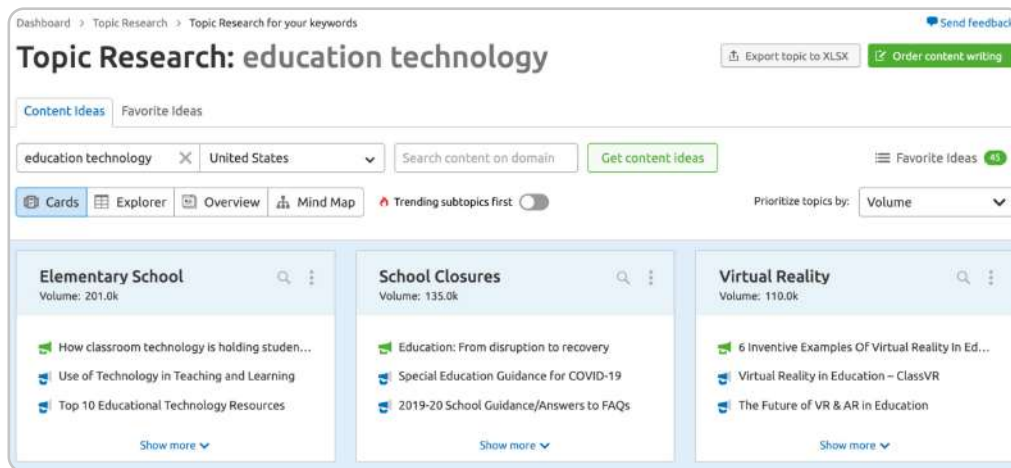 Dashboard > Topic Research > Topic Research for your keywords
Send feedback
Topic Research: education technology
Export topic to XLSX
Order content writing
Content Ideas
Favorite Ideas
education technology
United States
Search content on domain
Get content ideas
Favorite Ideas 45
Cards
Explorer
Overview
Mind Map
Trending subtopics first
Prioritize topics by:
Volume
Elementary School
Volume: 201.0k
How classroom technology is holding studen...
Use of Technology in Teaching and Learning
Top 10 Educational Technology Resources
Show more
School Closures
Volume: 135.0k
Education: From disruption to recovery
Special Education Guidance for COVID-19
2019-20 School Guidance/Answers to FAQs
Show more
Virtual Reality
Volume: 110.0k
6 Inventive Examples Of Virtual Reality In Ed...
Virtual Reality in Education – ClassVR
The Future of VR & AR in Education
Show more